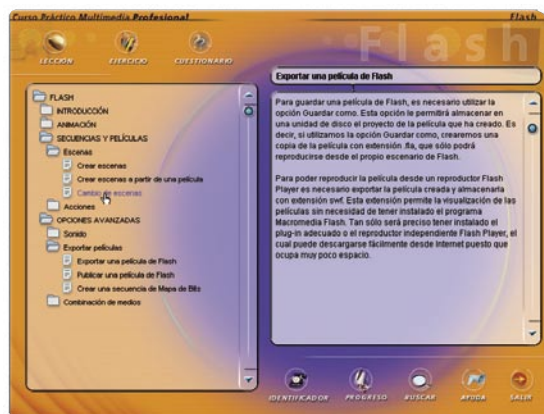 Curso Práctico Multimedia Profesional
Flash
Flash
LECCIÓN
EJERCICIO
CUESTIONARIO
FLASH
INTRODUCCIÓN
ANIMACIÓN
SECUENCIAS Y PELÍCULAS
Escenas
Crear escenas
Crear escenas a partir de una película
Cambio de escenas
Acciones
OPCIONES AVANZADAS
Sonido
Exportar películas
Exportar una película de Flash
Publicar una película de Flash
Crear una secuencia de Mapa de Bits
Combinación de medios
Exportar una película de Flash
Para guardar una película de Flash, es necesario utilizar la
opción Guardar como. Esta opción le permitirá almacenar en
una unidad de disco el proyecto de la película que ha creado. Es
decir, si utilizamos la opción Guardar como, crearemos una
copia de la película con extensión .fla, que sólo podrá
reproducirse desde el propio escenario de Flash.
Para poder reproducir la película desde un reproductor Flash
Player es necesario exportar la película creada y almacenarla
con extensión swf. Esta extensión permite la visualización de las
películas sin necesidad de tener instalado el programa
Macromedia Flash. Tan sólo será preciso tener instalado el
plug-in adecuado o el reproductor independiente Flash Player, el
cual puede descargarse fácilmente desde Internet puesto que
ocupa muy poco espacio.
IDENTIFICADOR
PROGRESO
BUSCAR
AYUDA
SALIR